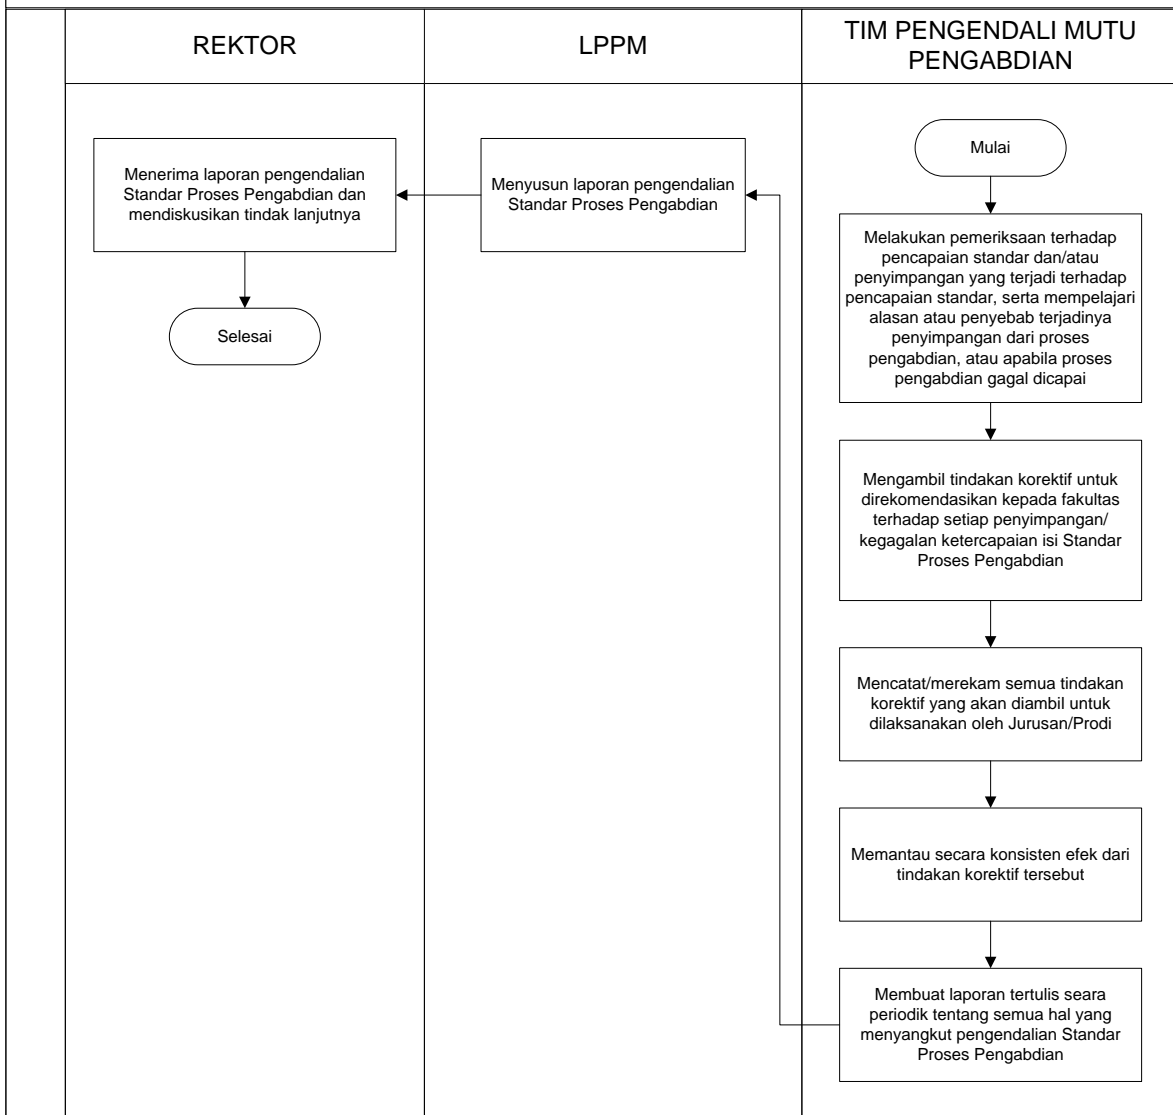 REKTOR
LPPM
TIM PENGENDALI MUTU
PENGABDIAN
Menerima laporan pengendalian
Standar Proses Pengabdian dan
mendiskusikan tindak lanjutnya
Selesai
Menyusun laporan pengendalian
Standar Proses Pengabdian
Mulai
Melakukan pemeriksaan terhadap
pencapaian standar dan/atau
penyimpangan yang terjadi terhadap
pencapaian standar, serta mempelajari
alasan atau penyebab terjadinya
penyimpangan dari proses
pengabdian, atau apabila proses
pengabdian gagal dicapai
Mengambil tindakan korektif untuk
direkomendasikan kepada fakultas
terhadap setiap penyimpangan/
kegagalan ketercapaian isi Standar
Proses Pengabdian
Mencatat/merekam semua tindakan
korektif yang akan diambil untuk
dilaksanakan oleh Jurusan/Prodi
Memantau secara konsisten efek dari
tindakan korektif tersebut
Membuat laporan tertulis seara
periodik tentang semua hal yang
menyangkut pengendalian Standar
Proses Pengabdian